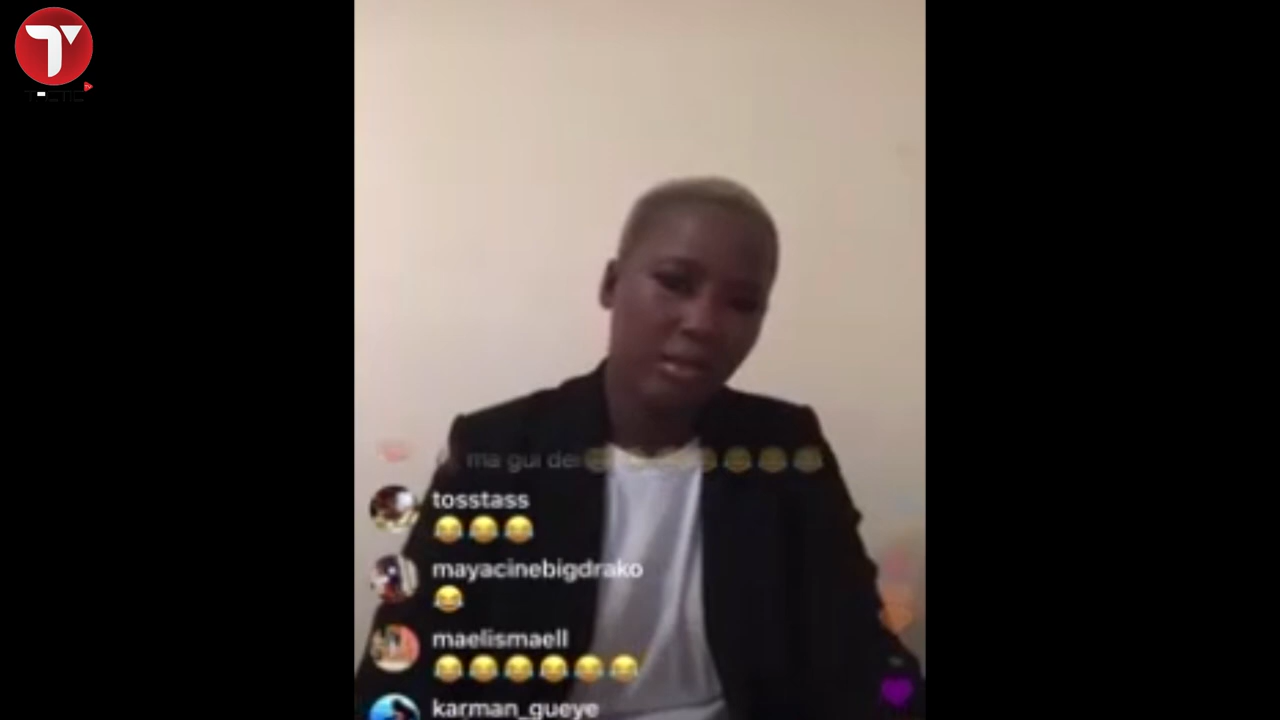 ma gui dei😂😂😂😂😂😂😂
tosstass
😂😂😂
mayacinebigdrako
😂
maelismaell
😂😂😂😂😂😂
karman_gueye